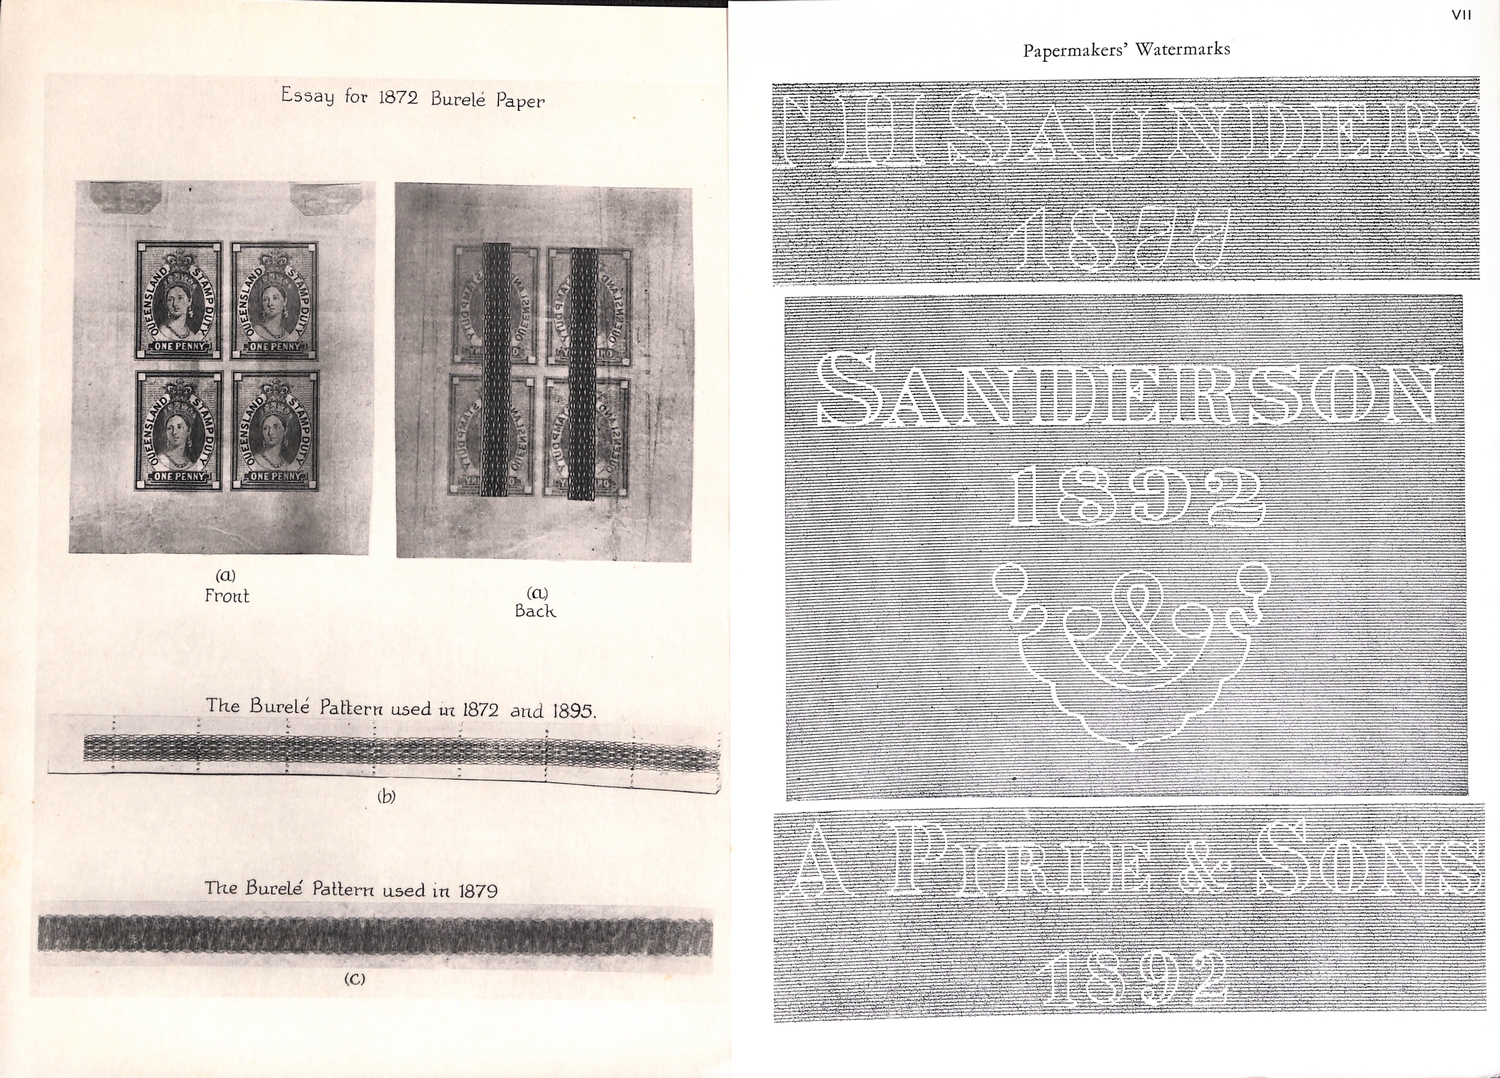 Essay for 1872 Burelé Paper
QUEENSLAND STAMP DUTY
ONE PENNY
QUEENSLAND STAMP DUTY
ONE PENNY
QUEENSLAND STAMP DUTY
ONE PENNY
QUEENSLAND STAMP DUTY
ONE PENNY
(a)
Front
(a)
Back
The Burelé Pattern used in 1872 and 1895.
(b)
The Burelé Pattern used in 1879
(c)
VII
Papermakers' Watermarks
TH SAUNDERS
1877
SANDERSON
1892
&
A PIRIE & SONS
1892